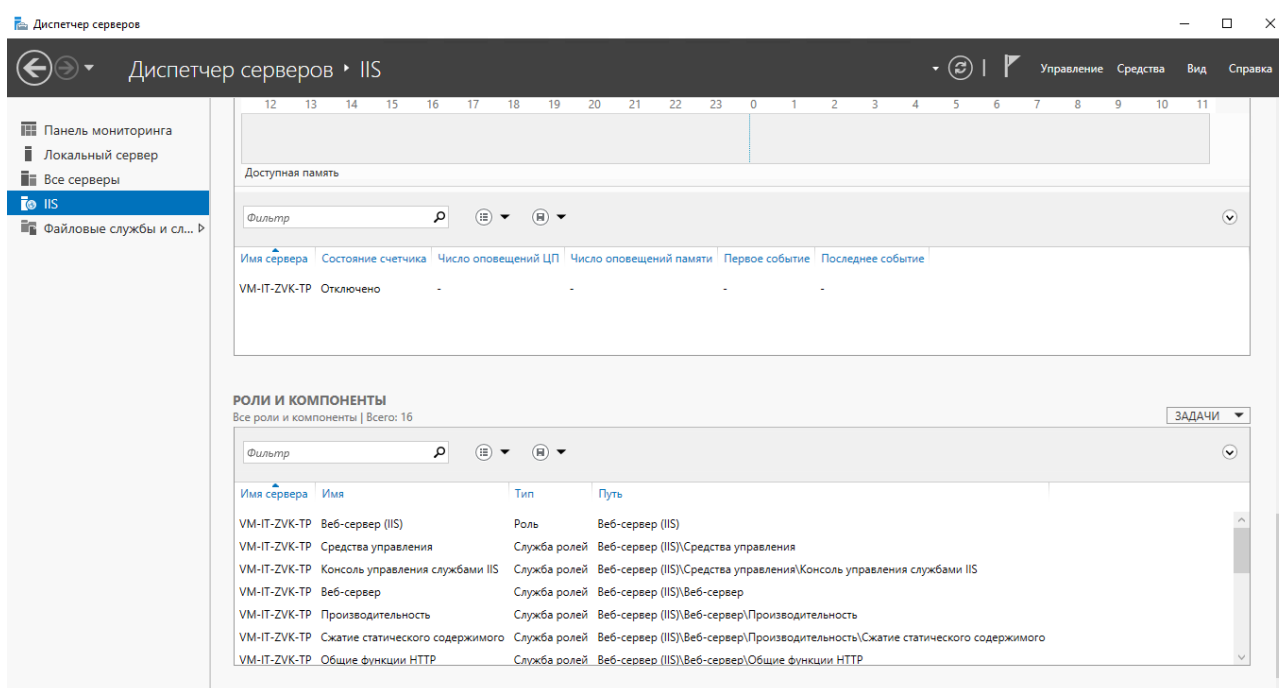 Диспетчер серверов
Диспетчер серверов IIS Управление Средства Вид Справка
Панель мониторинга
Локальный сервер
Все серверы
IIS
Файловые службы и сл...
12 13 14 15 16 17 18 19 20 21 22 23 0 1 2 3 4 5 6 7 8 9 10 11
Доступная память
Фильтр
Имя сервера Состояние счетчика Число оповещений ЦП Число оповещений памяти Первое событие Последнее событие
VM-IT-ZVK-TP Отключено - - - -
РОЛИ И КОМПОНЕНТЫ
Все роли и компоненты | Всего: 16
ЗАДАЧИ
Фильтр
Имя сервера Имя Тип Путь
VM-IT-ZVK-TP Веб-сервер (IIS) Роль Веб-сервер (IIS)
VM-IT-ZVK-TP Средства управления Служба ролей Веб-сервер (IIS)\Средства управления
VM-IT-ZVK-TP Консоль управления службами IIS Служба ролей Веб-сервер (IIS)\Средства управления\Консоль управления службами IIS
VM-IT-ZVK-TP Веб-сервер Служба ролей Веб-сервер (IIS)\Веб-сервер
VM-IT-ZVK-TP Производительность Служба ролей Веб-сервер (IIS)\Веб-сервер\Производительность
VM-IT-ZVK-TP Сжатие статического содержимого Служба ролей Веб-сервер (IIS)\Веб-сервер\Производительность\Сжатие статического содержимого
VM-IT-ZVK-TP Общие функции HTTP Служба ролей Веб-сервер (IIS)\Веб-сервер\Общие функции HTTP